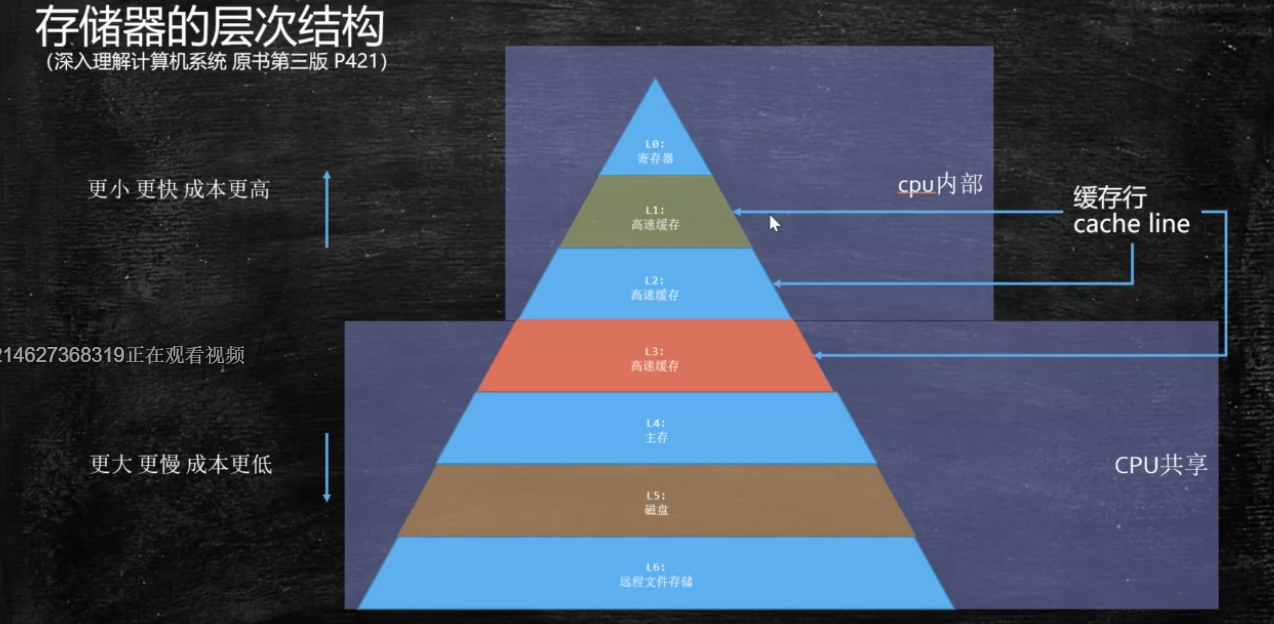 存储器的层次结构
(深入理解计算机系统 原书第三版 P421)
L0:
寄存器
更小 更快 成本更高
cpu内部
缓存行
cache line
L1:
高速缓存
L2:
高速缓存
214627368319正在观看视频
L3:
高速缓存
L4:
主存
更大 更慢 成本更低
CPU共享
L5:
磁盘
L6:
远程文件存储